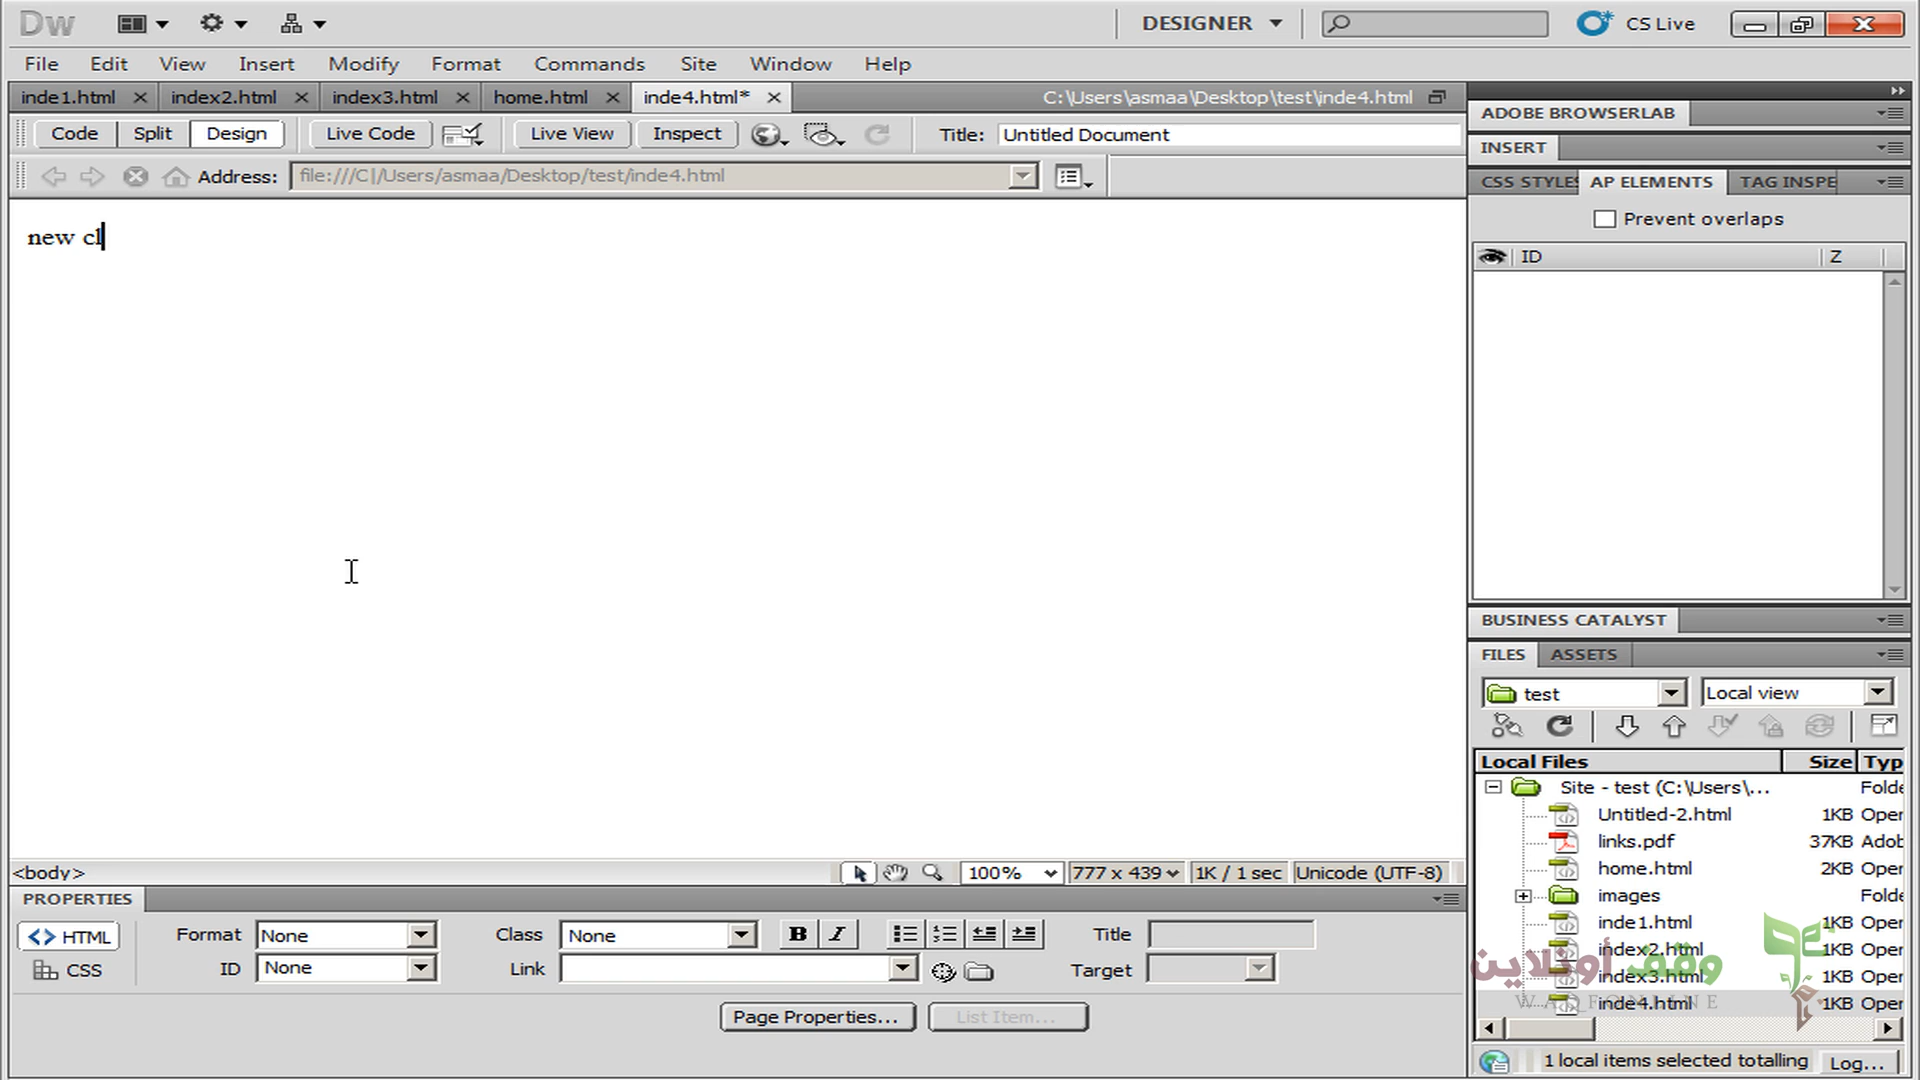 Dw DESIGNER CS Live
File Edit View Insert Modify Format Commands Site Window Help
inde1.html index2.html index3.html home.html inde4.html* C:\Users\asmaa\Desktop\test\inde4.html
Code Split Design Live Code Live View Inspect Title: Untitled Document
Address: file:///C|/Users/asmaa/Desktop/test/inde4.html
new cl
ADOBE BROWSERLAB
INSERT
CSS STYLES AP ELEMENTS TAG INSPE
Prevent overlaps
ID Z
BUSINESS CATALYST
FILES ASSETS
test Local view
Local Files Size Typ
Site - test (C:\Users\... Folde
Untitled-2.html 1KB Oper
links.pdf 37KB Adob
home.html 2KB Oper
images Folde
inde1.html 1KB Oper
index2.html 1KB Oper
index3.html 1KB Oper
inde4.html 1KB Oper
وقف أونلاين
WAQF ONLINE
1 local items selected totalling Log...
<body> 100% 777 x 439 1K / 1 sec Unicode (UTF-8)
PROPERTIES
HTML Format None Class None B I Title
CSS ID None Link Target
Page Properties... List Item...